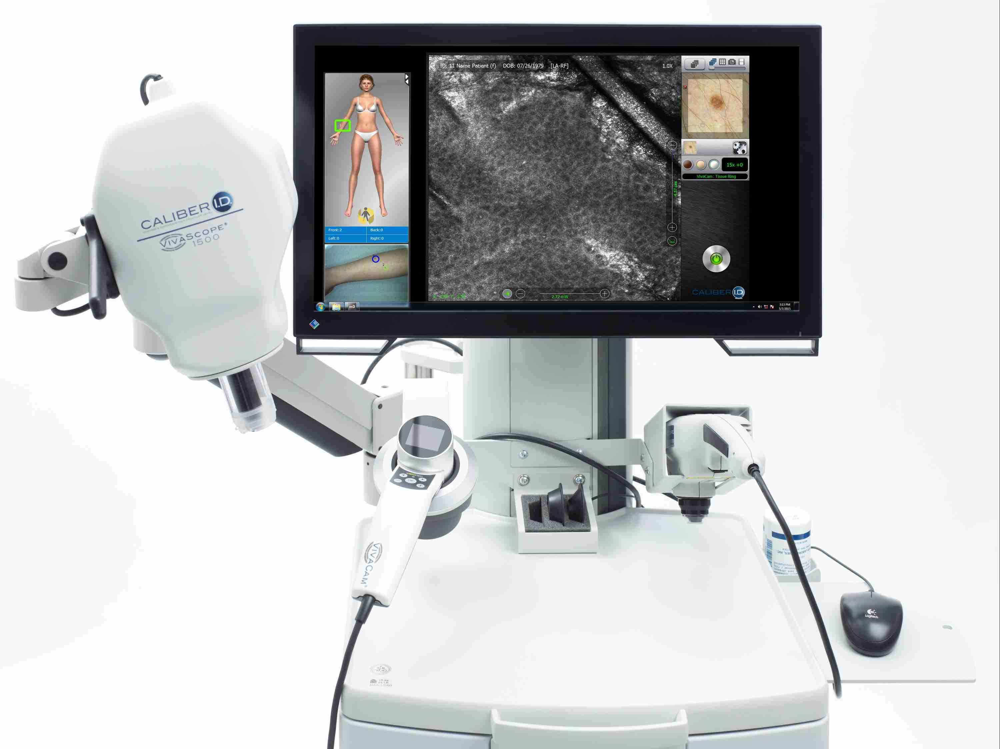 ID: 11 Name Patient (f) DOB: 07/26/1979 [LA-RF] 1.0X
1
Front:2 Back:0
Left:0 Right:0
2
15x +0
VivaCam: Tissue Ring
4.57 µm
2.72 mW
CALIBER I.D.
mD
3:13 PM
5/7/2015
CALIBER I.D.
VIVASCOPE®
1500
VIVACAM®
Logitech